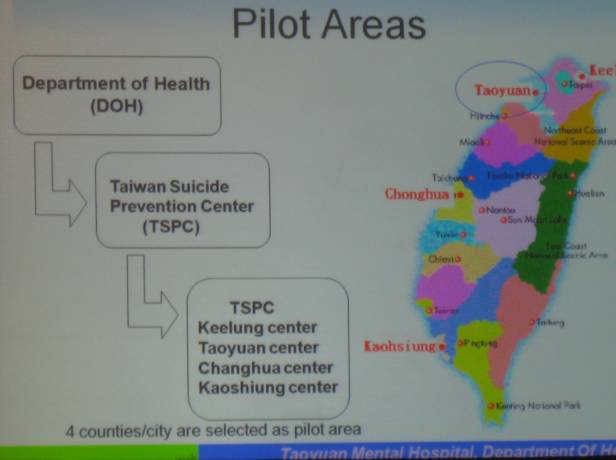 Pilot Areas
Department of Health
(DOH)
Taiwan Suicide
Prevention Center
(TSPC)
TSPC
Keelung center
Taoyuan center
Changhua center
Kaoshiung center
4 counties/city are selected as pilot area
Keel
Taoyuan
Taipei
Hsinchu
Northeast Coast
National Scenic Area
Miaoli
Taroko National Park
Taichung
Chonghua
Hualien
Nantou
Sun Moon Lake
Yunlin
East Coast
National Scenic Area
Chiayi
Tainan
Taitung
Kaohsiung
Pingtung
Kenting National Park
Taoyuan Mental Hospital, Department Of He